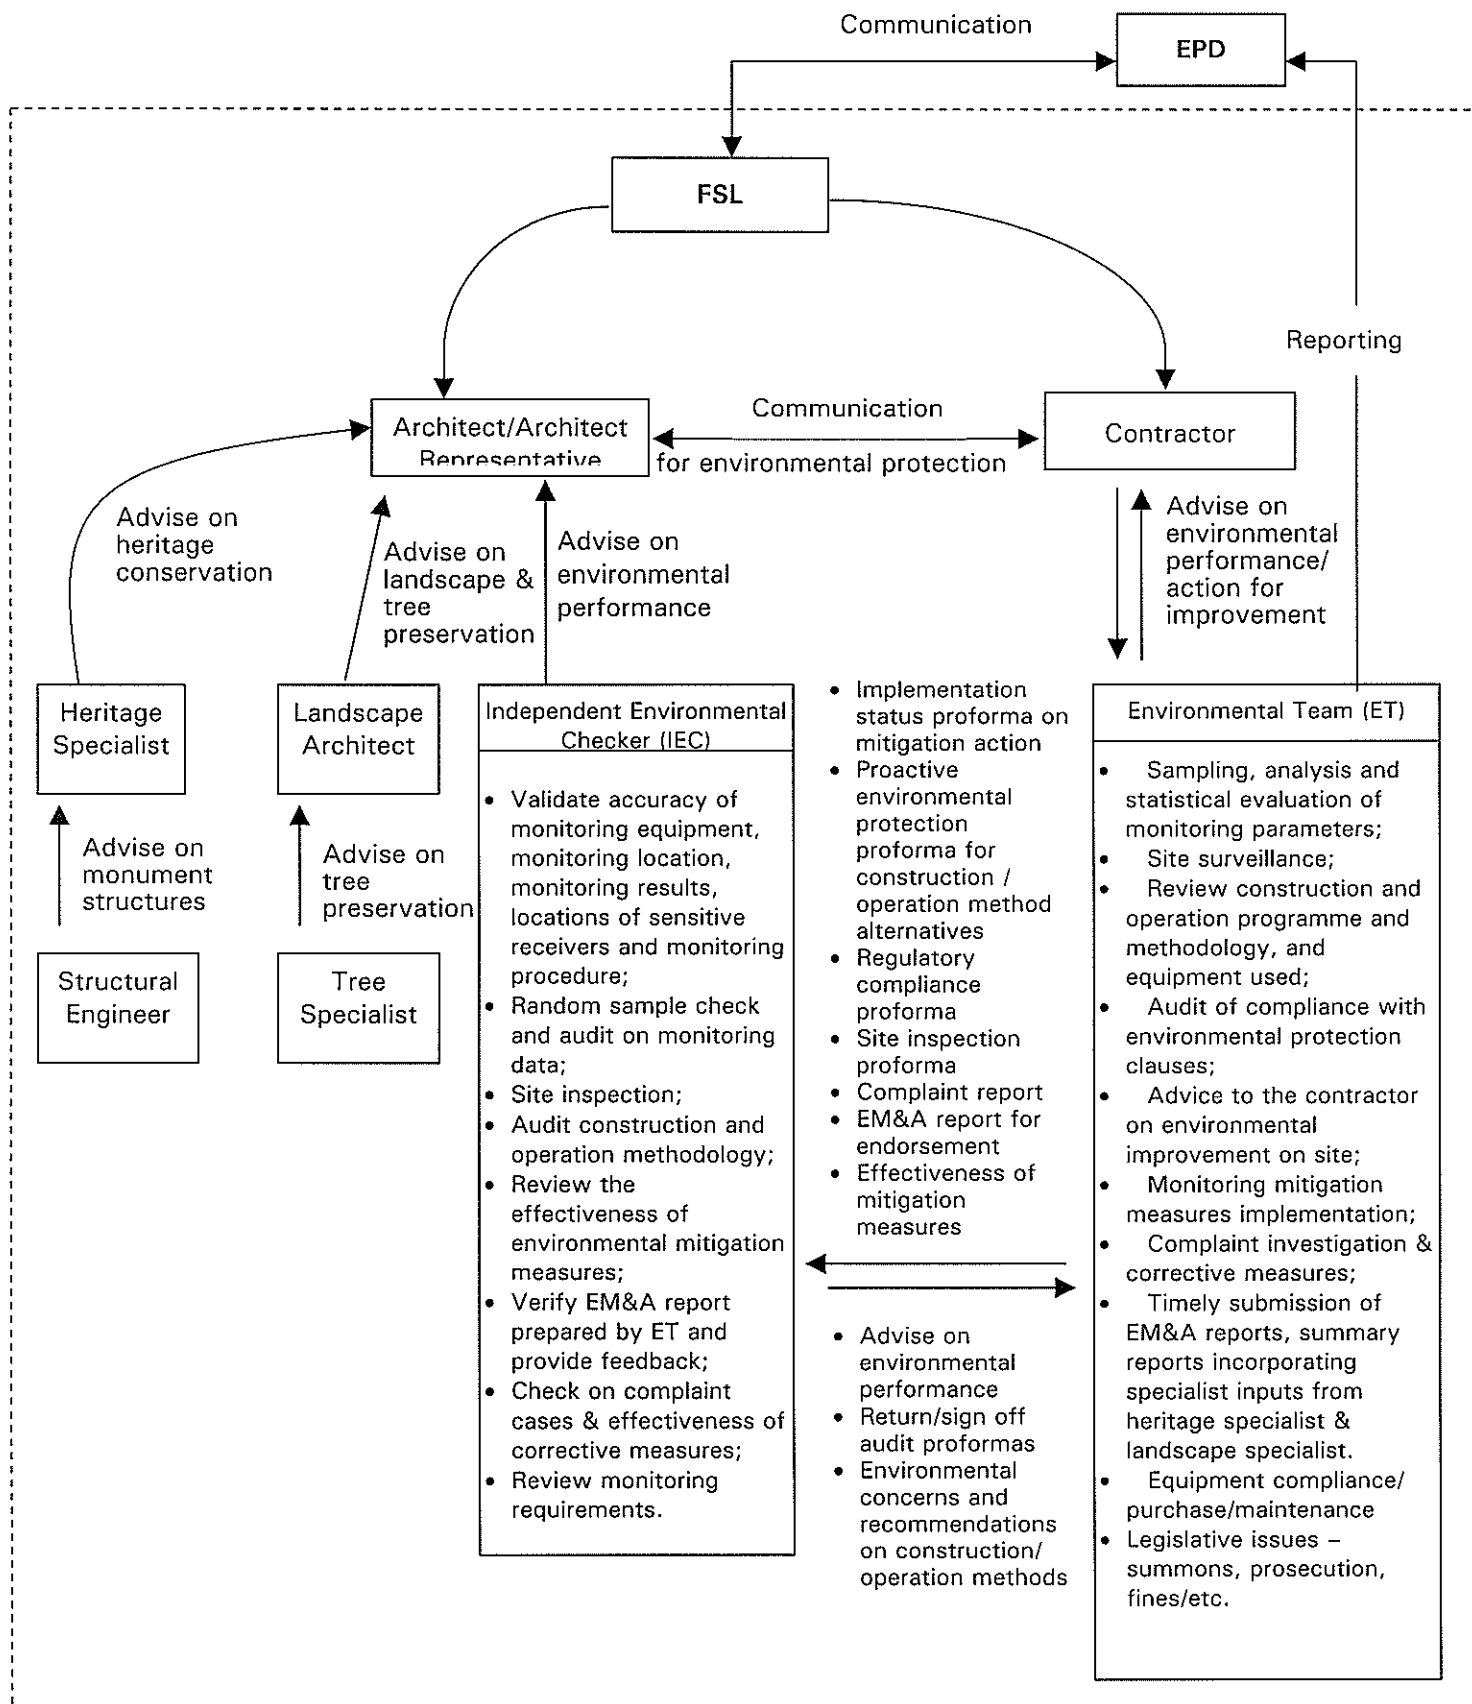 Communication
EPD
FSL
Reporting
Architect/Architect
Representative
Communication
for environmental protection
Contractor
Advise on
heritage
conservation
Advise on
landscape &
tree
preservation
Advise on
environmental
performance
Advise on
environmental
performance/
action for
improvement
Heritage
Specialist
Landscape
Architect
Advise on
monument
structures
Advise on
tree
preservation
Structural
Engineer
Tree
Specialist
Independent Environmental
Checker (IEC)
• Validate accuracy of
monitoring equipment,
monitoring location,
monitoring results,
locations of sensitive
receivers and monitoring
procedure;
• Random sample check
and audit on monitoring
data;
• Site inspection;
• Audit construction and
operation methodology;
• Review the
effectiveness of
environmental mitigation
measures;
• Verify EM&A report
prepared by ET and
provide feedback;
• Check on complaint
cases & effectiveness of
corrective measures;
• Review monitoring
requirements.
• Implementation
status proforma on
mitigation action
• Proactive
environmental
protection
proforma for
construction /
operation method
alternatives
• Regulatory
compliance
proforma
• Site inspection
proforma
• Complaint report
• EM&A report for
endorsement
• Effectiveness of
mitigation
measures
• Advise on
environmental
performance
• Return/sign off
audit proformas
• Environmental
concerns and
recommendations
on construction/
operation methods
Environmental Team (ET)
• Sampling, analysis and
statistical evaluation of
monitoring parameters;
• Site surveillance;
• Review construction and
operation programme and
methodology, and
equipment used;
• Audit of compliance with
environmental protection
clauses;
• Advice to the contractor
on environmental
improvement on site;
• Monitoring mitigation
measures implementation;
• Complaint investigation &
corrective measures;
• Timely submission of
EM&A reports, summary
reports incorporating
specialist inputs from
heritage specialist &
landscape specialist.
• Equipment compliance/
purchase/maintenance
• Legislative issues –
summons, prosecution,
fines/etc.